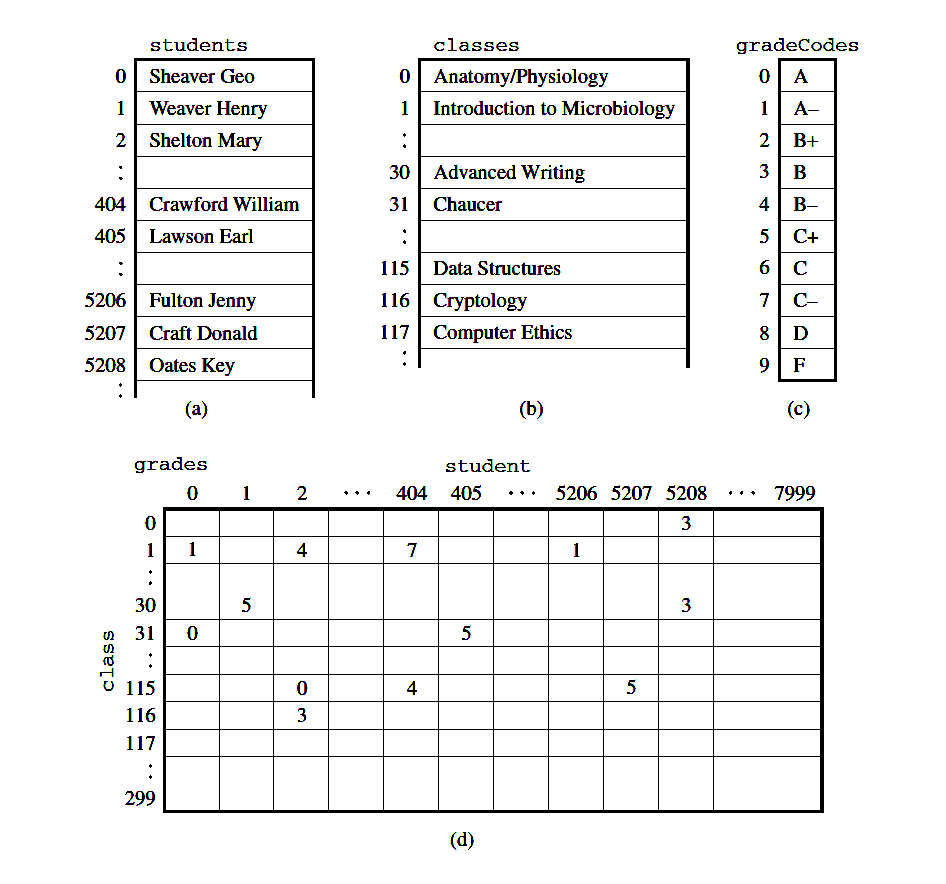 students
0 Sheaver Geo
1 Weaver Henry
2 Shelton Mary
:
404 Crawford William
405 Lawson Earl
:
5206 Fulton Jenny
5207 Craft Donald
5208 Oates Key
:
(a)
classes
0 Anatomy/Physiology
1 Introduction to Microbiology
:
30 Advanced Writing
31 Chaucer
:
115 Data Structures
116 Cryptology
117 Computer Ethics
:
(b)
gradeCodes
0 A
1 A–
2 B+
3 B
4 B–
5 C+
6 C
7 C–
8 D
9 F
(c)
grades student
0 1 2 ··· 404 405 ··· 5206 5207 5208 ··· 7999
class
0 3
1 1 4 7 1
:
30 5 3
31 0 5
:
115 0 4 5
116 3
117
:
299
(d)